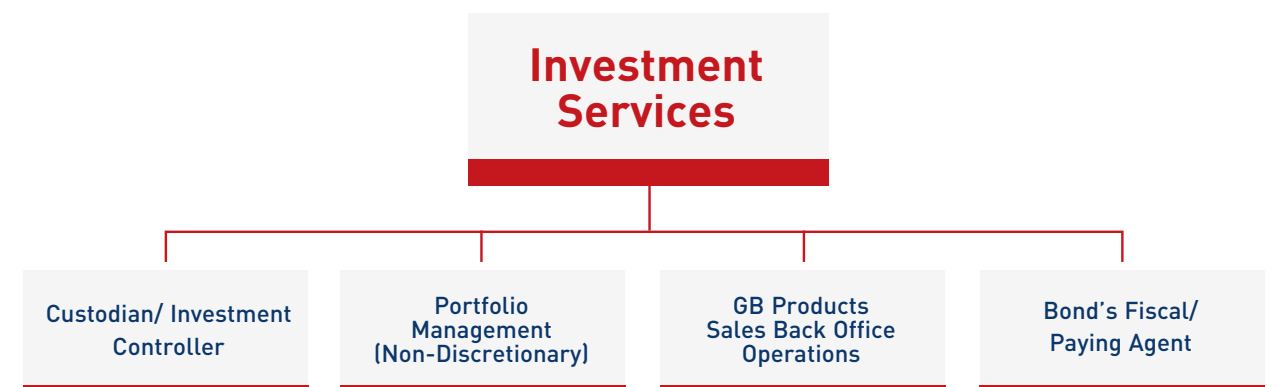 Investment
Services
Custodian/ Investment
Controller
Portfolio
Management
(Non-Discretionary)
GB Products
Sales Back Office
Operations
Bond's Fiscal/
Paying Agent